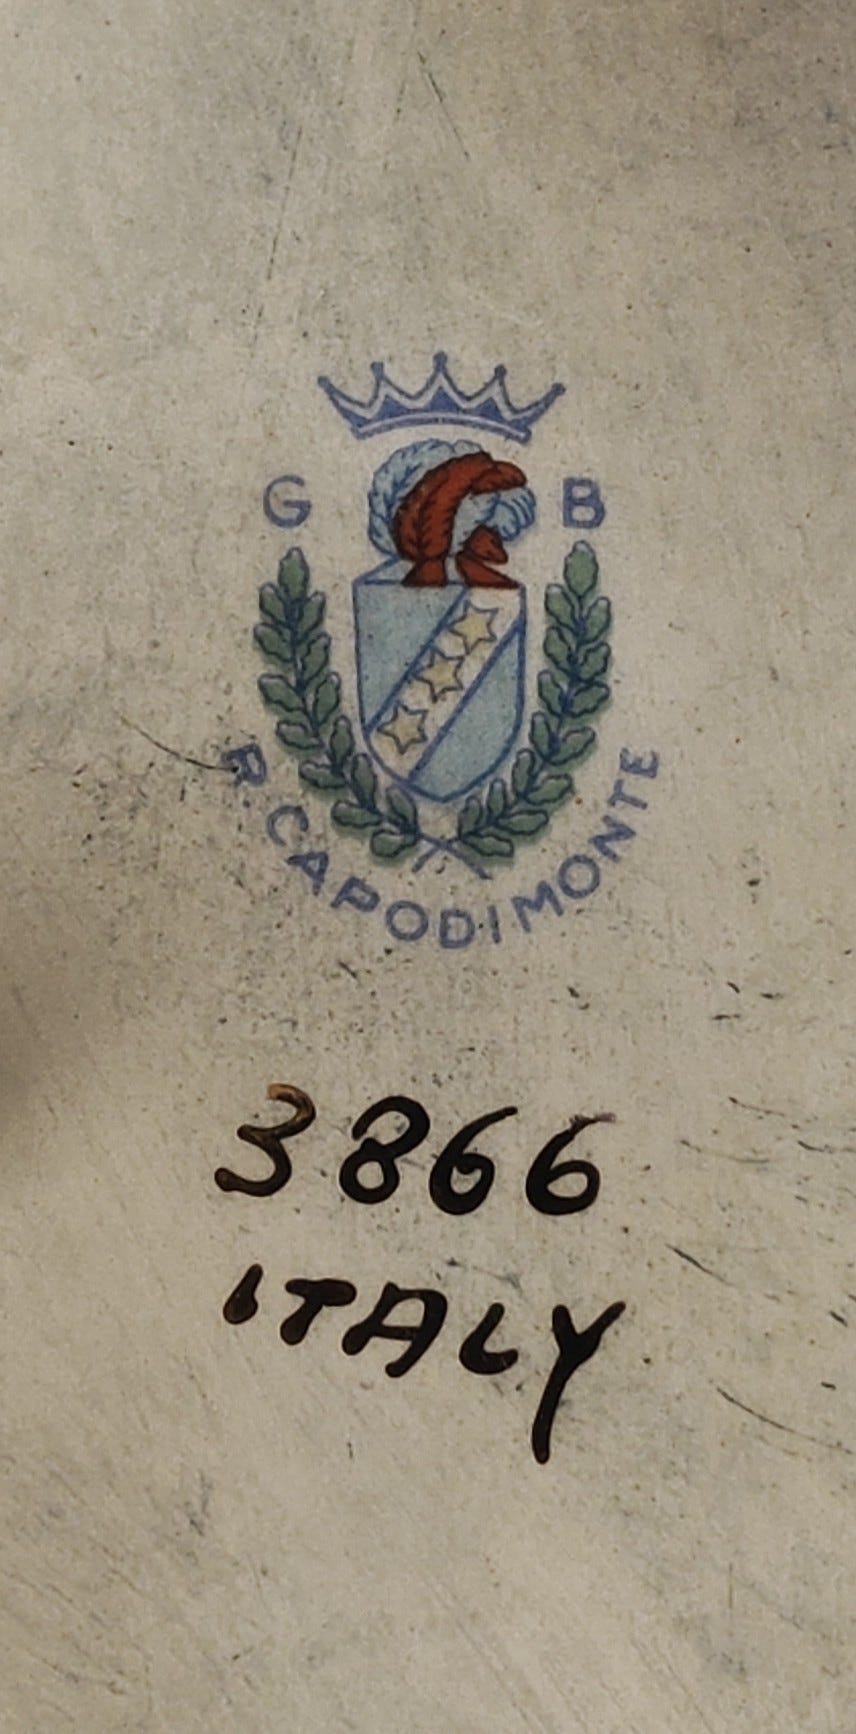 G B
R CAPODIMONTE
3866
ITALY